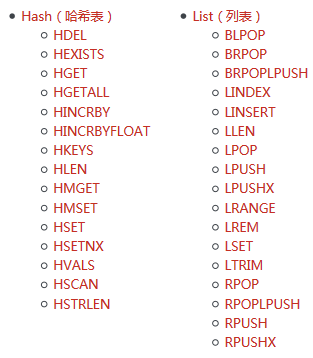 Hash（哈希表）
HDEL
HEXISTS
HGET
HGETALL
HINCRBY
HINCRBYFLOAT
HKEYS
HLEN
HMGET
HMSET
HSET
HSETNX
HVALS
HSCAN
HSTRLEN
List（列表）
BLPOP
BRPOP
BRPOPLPUSH
LINDEX
LINSERT
LLEN
LPOP
LPUSH
LPUSHX
LRANGE
LREM
LSET
LTRIM
RPOP
RPOPLPUSH
RPUSH
RPUSHX